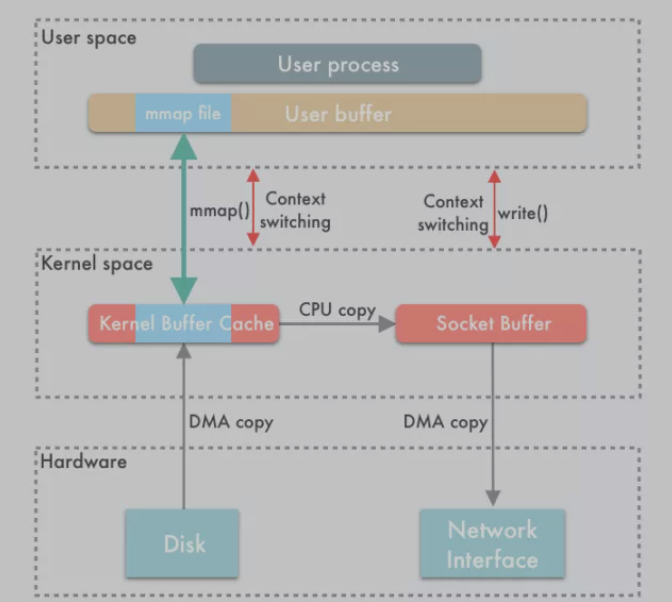 User space
User process
mmap file
User buffer
mmap()
Context
switching
Context
switching
write()
Kernel space
Kernel Buffer Cache
CPU copy
Socket Buffer
DMA copy
DMA copy
Hardware
Disk
Network
Interface